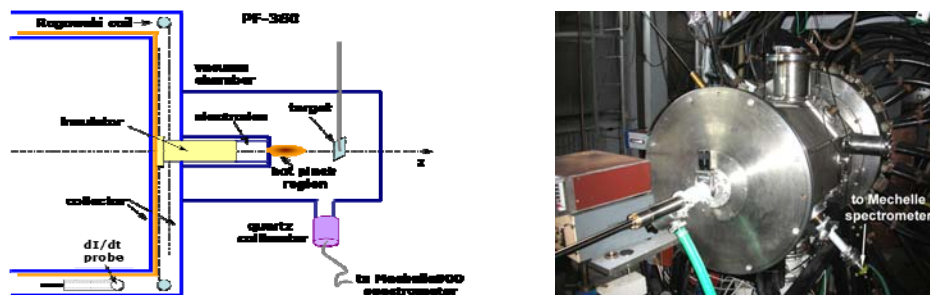 Rogowski coil
PF-360
vacuum
chamber
insulator
electrodes
target
hot pinch
region
z
collector
quartz
collimator
dI/dt
probe
to Mechelle900
spectrometer
to Mechelle
spectrometer